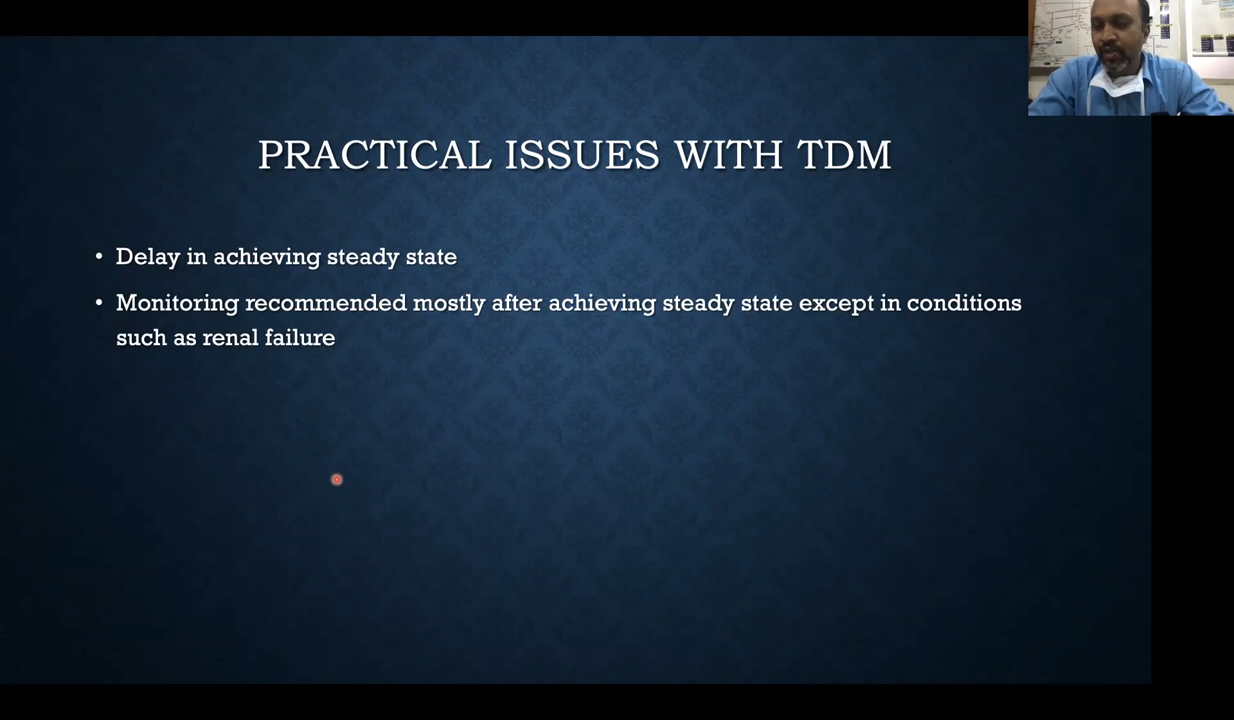 PRACTICAL ISSUES WITH TDM
• Delay in achieving steady state
• Monitoring recommended mostly after achieving steady state except in conditions
such as renal failure